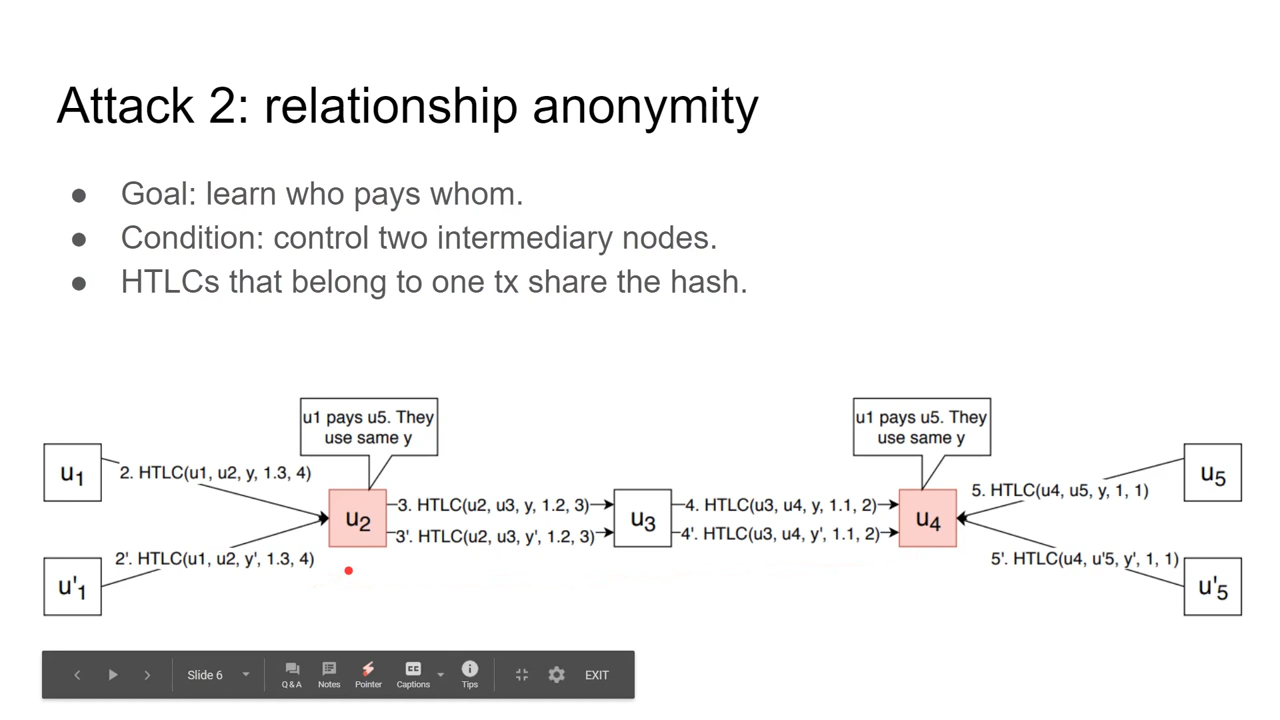 Attack 2: relationship anonymity
● Goal: learn who pays whom.
● Condition: control two intermediary nodes.
● HTLCs that belong to one tx share the hash.
u1 pays u5. They
use same y
u1 pays u5. They
use same y
u1
2. HTLC(u1, u2, y, 1.3, 4)
u2
3. HTLC(u2, u3, y, 1.2, 3)
3'. HTLC(u2, u3, y', 1.2, 3)
u3
4. HTLC(u3, u4, y, 1.1, 2)
4'. HTLC(u3, u4, y', 1.1, 2)
u4
5. HTLC(u4, u5, y, 1, 1)
u5
2'. HTLC(u1, u2, y', 1.3, 4)
u'1
5'. HTLC(u4, u'5, y', 1, 1)
u'5
Slide 6
Q&A
Notes
Pointer
CC
Captions
Tips
EXIT